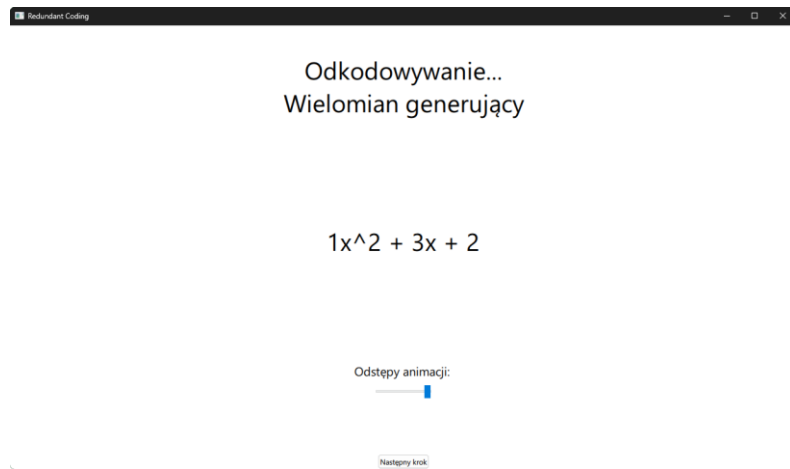 Redundant Coding
Odkodowywanie...
Wielomian generujący
1x^2 + 3x + 2
Odstępy animacji:
Następny krok